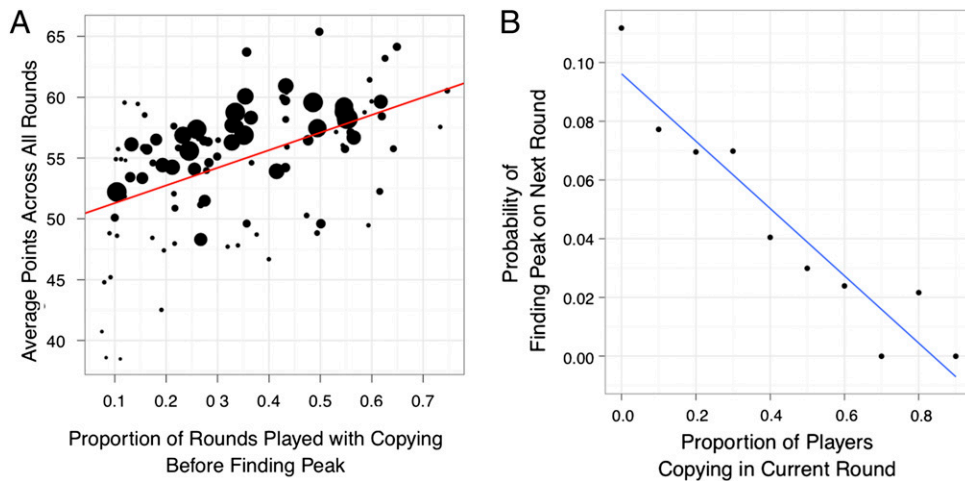 A
Average Points Across All Rounds
65
60
55
50
45
40
0.1 0.2 0 3 0.4 0.5 0.6 0.7
Proportion of Rounds Played with Copying
Before Finding Peak
B
Probability of
Finding Peak on Next Round
0.10
0.08
0.06
0.04
0.02
0.00
0.0 0.2 0.4 0.6 0.8
Proportion of Players
Copying in Current Round